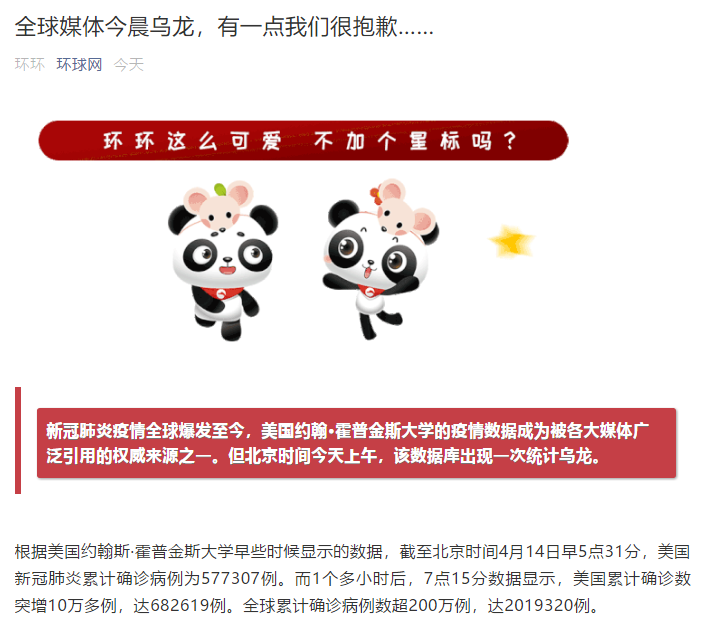 全球媒体今晨乌龙，有一点我们很抱歉……
环环 环球网 今天
环环这么可爱 不加个星标吗？
新冠肺炎疫情全球爆发至今，美国约翰·霍普金斯大学的疫情数据成为被各大媒体广
泛引用的权威来源之一。但北京时间今天上午，该数据库出现一次统计乌龙。
根据美国约翰斯·霍普金斯大学早些时候显示的数据，截至北京时间4月14日早5点31分，美国
新冠肺炎累计确诊病例为577307例。而1个多小时后，7点15分数据显示，美国累计确诊数
突增10万多例，达682619例。全球累计确诊病例数超200万例，达2019320例。